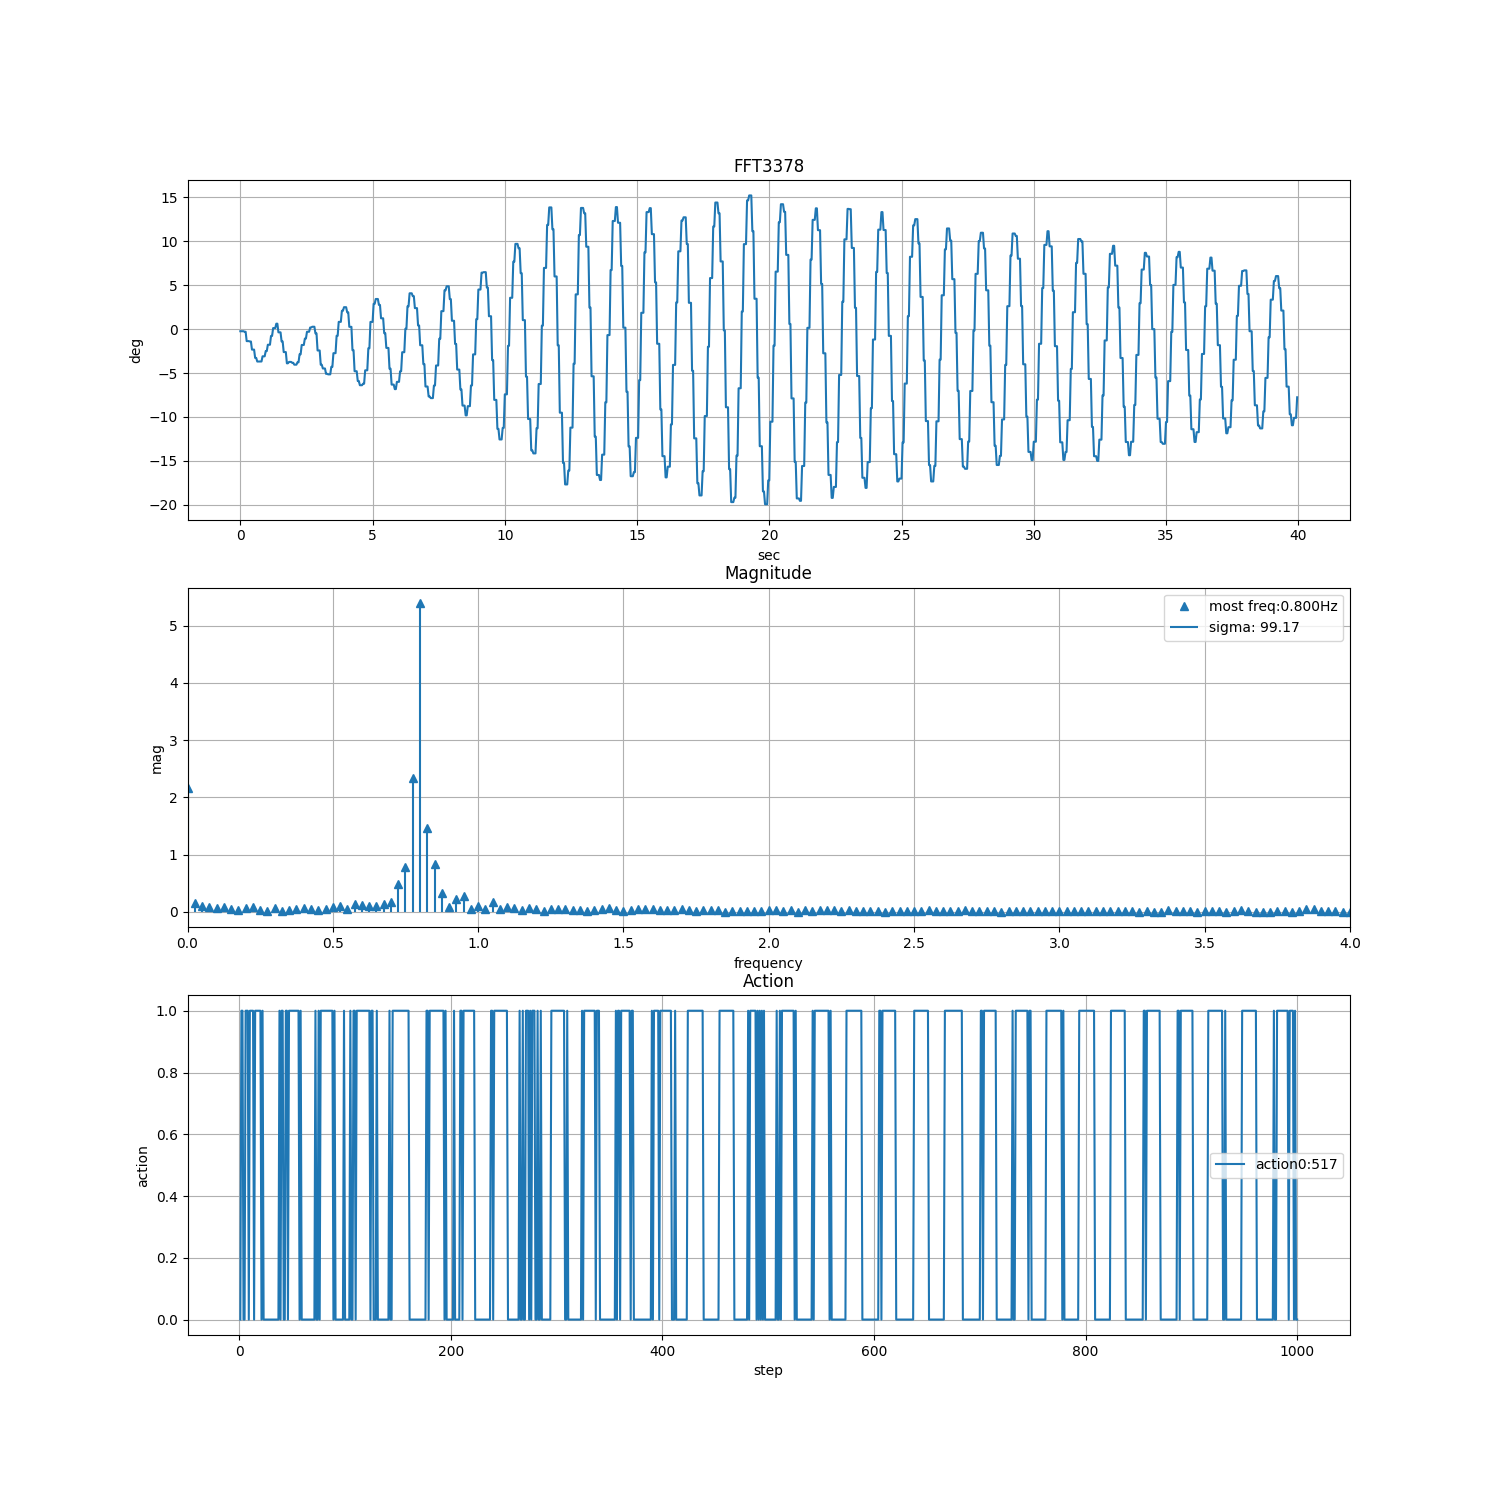 FFT3378
15
10
5
0
−5
−10
−15
−20
deg
0 5 10 15 20 25 30 35 40
sec
Magnitude
most freq:0.800Hz
sigma: 99.17
5
4
3
2
1
0
mag
0.0 0.5 1.0 1.5 2.0 2.5 3.0 3.5 4.0
frequency
Action
1.0
0.8
0.6
0.4
0.2
0.0
action
action0:517
0 200 400 600 800 1000
step